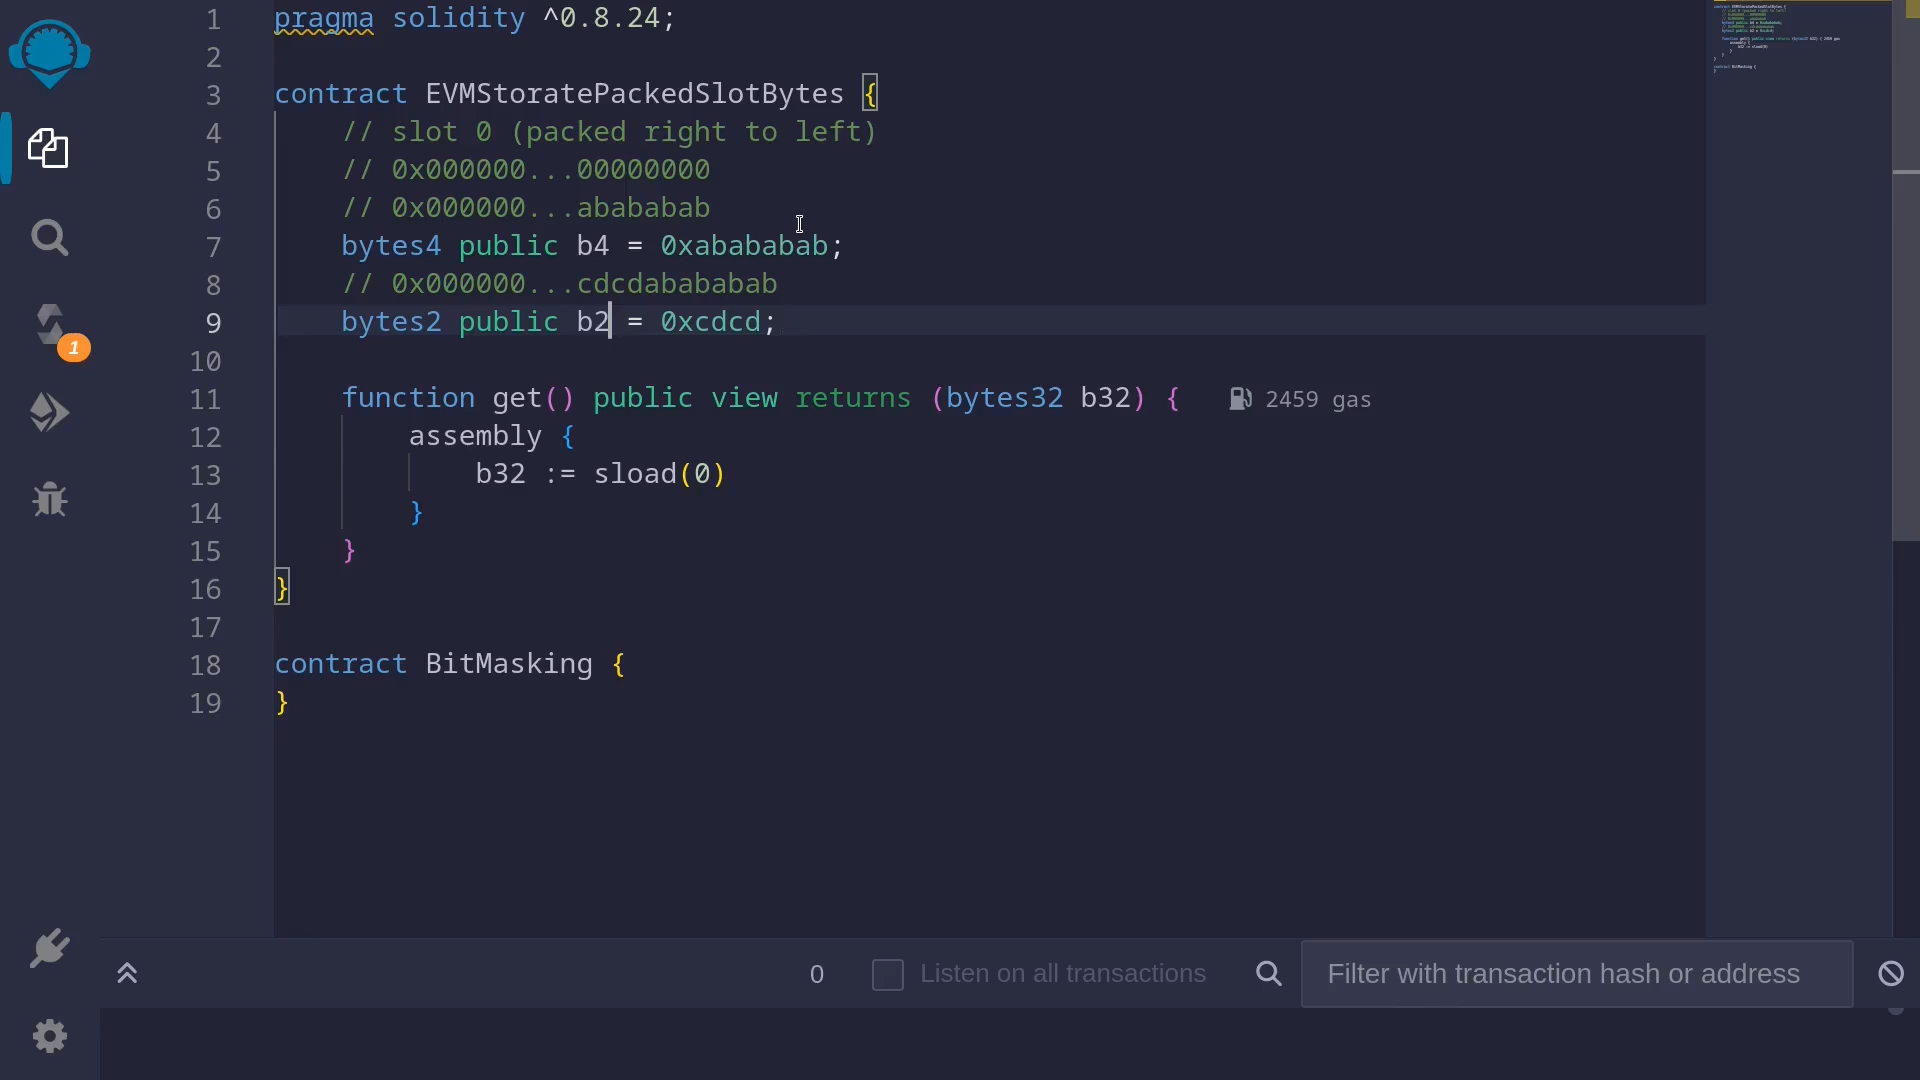 1 pragma solidity ^0.8.24;
2
3 contract EVMStoratePackedSlotBytes {
4 // slot 0 (packed right to left)
5 // 0x000000...00000000
6 // 0x000000...abababab
7 bytes4 public b4 = 0xabababab;
8 // 0x000000...cdcdabababab
9 bytes2 public b2 = 0xcdcd;
10
11 function get() public view returns (bytes32 b32) { 2459 gas
12 assembly {
13 b32 := sload(0)
14 }
15 }
16 }
17
18 contract BitMasking {
19 }
1
0 Listen on all transactions Filter with transaction hash or address